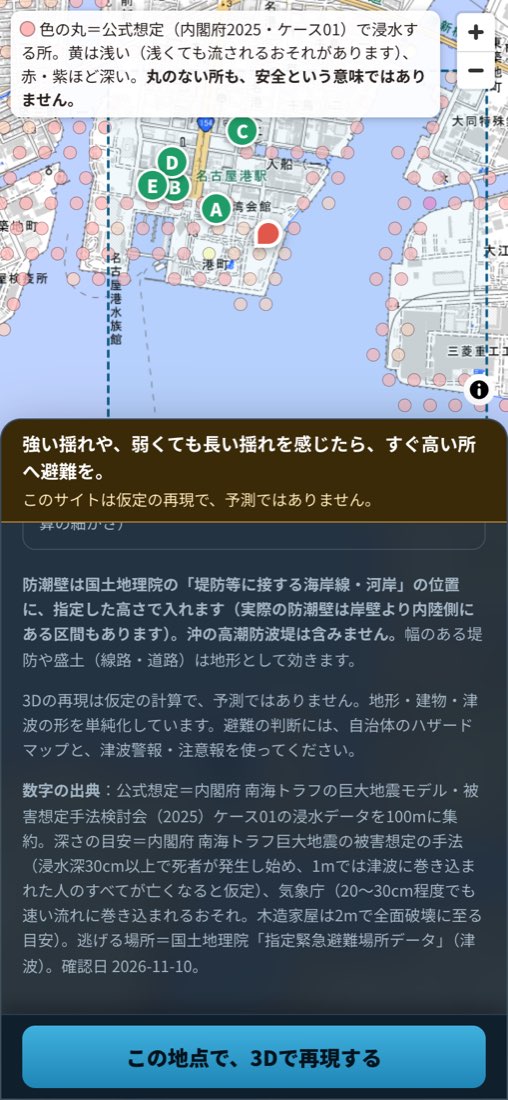 色の丸＝公式想定（内閣府2025・ケース01）で浸水す
る所。黄は浅い（浅くても流されるおそれがあります）、
赤・紫ほど深い。丸のない所も、安全という意味ではあり
ません。
+
−
大同特殊
154
C
D
入船
名古屋港駅
E
B
A
湾会館
築地町
港町
大江
屋検疫所
名古屋港水族館
三菱重工
i
強い揺れや、弱くても長い揺れを感じたら、すぐ高い所
へ避難を。
このサイトは仮定の再現で、予測ではありません。
算の細かさ）
防潮壁は国土地理院の「堤防等に接する海岸線・河岸」の位置
に、指定した高さで入れます（実際の防潮壁は岸壁より内陸側に
ある区間もあります）。沖の高潮防波堤は含みません。幅のある堤
防や盛土（線路・道路）は地形として効きます。
3Dの再現は仮定の計算で、予測ではありません。地形・建物・津
波の形を単純化しています。避難の判断には、自治体のハザード
マップと、津波警報・注意報を使ってください。
数字の出典：公式想定＝内閣府 南海トラフの巨大地震モデル・被
害想定手法検討会（2025）ケース01の浸水データを100mに集
約。深さの目安＝内閣府 南海トラフ巨大地震の被害想定の手法
（浸水深30cm以上で死者が発生し始め、1mでは津波に巻き込ま
れた人のすべてが亡くなると仮定）、気象庁（20〜30cm程度でも
速い流れに巻き込まれるおそれ。木造家屋は2mで全面破壊に至る
目安）。逃げる場所＝国土地理院「指定緊急避難場所データ」（津
波）。確認日 2026-11-10。
この地点で、3Dで再現する